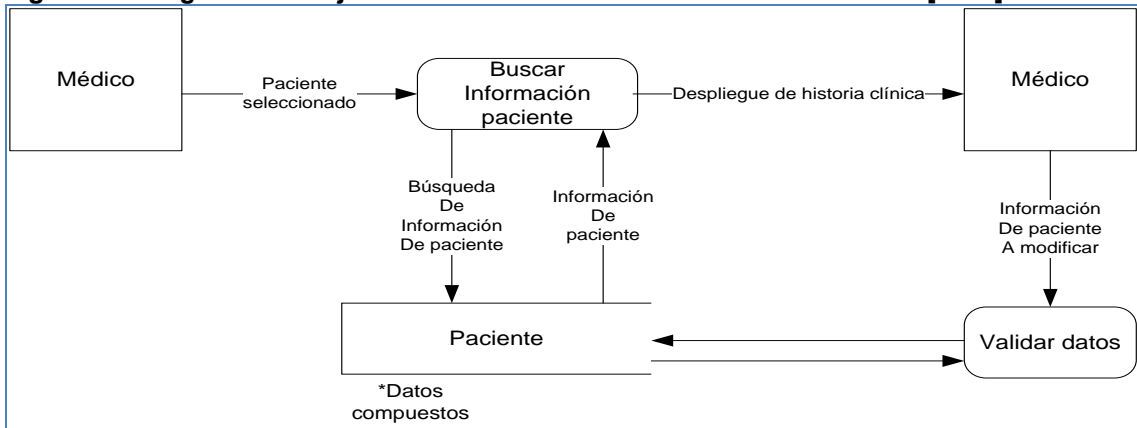 Médico
Paciente
seleccionado
Buscar
Información
paciente
Despliegue de historia clínica
Médico
Búsqueda
De
Información
De paciente
Información
De
paciente
Información
De paciente
A modificar
Paciente
Validar datos
*Datos
compuestos